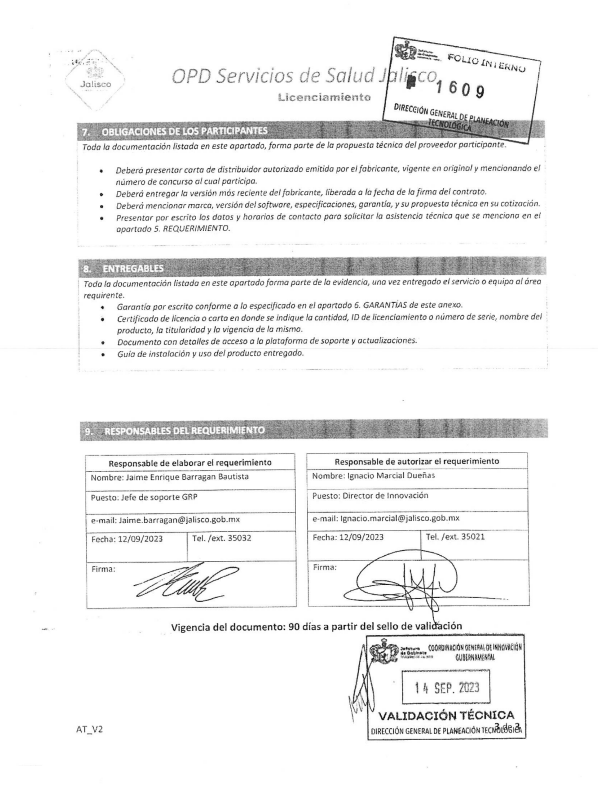 Jalisco
OPD Servicios de Salud Jalisco
Licenciamiento
FOLIO INTERNO
1609
DIRECCIÓN GENERAL DE PLANEACIÓN
TECNOLÓGICA
7. OBLIGACIONES DE LOS PARTICIPANTES
Toda la documentación listada en este apartado, forma parte de la propuesta técnica del proveedor participante.
• Deberá presentar carta de distribuidor autorizado emitida por el fabricante, vigente en original y mencionando el
número de concurso al cual participa.
• Deberá entregar la versión más reciente del fabricante, liberada a la fecha de la firma del contrato.
• Deberá mencionar marca, versión del software, especificaciones, garantía, y su propuesta técnica en su cotización.
• Presentar por escrito los datos y horarios de contacto para solicitar la asistencia técnica que se menciona en el
apartado 5. REQUERIMIENTO.
8. ENTREGABLES
Toda la documentación listada en este apartado forma parte de la evidencia, una vez entregado el servicio o equipo al área
requirente.
• Garantía por escrito conforme a lo especificado en el apartado 6. GARANTÍAS de este anexo.
• Certificado de licencia o carta en donde se indique la cantidad, ID de licenciamiento o número de serie, nombre del
producto, la titularidad y la vigencia de la misma.
• Documento con detalles de acceso a la plataforma de soporte y actualizaciones.
• Guía de instalación y uso del producto entregado.
9. RESPONSABLES DEL REQUERIMIENTO
Responsable de elaborar el requerimiento
Nombre: Jaime Enrique Barragan Bautista
Puesto: Jefe de soporte GRP
e-mail: Jaime.barragan@jalisco.gob.mx
Fecha: 12/09/2023 Tel. /ext. 35032
Firma:
Responsable de autorizar el requerimiento
Nombre: Ignacio Marcial Dueñas
Puesto: Director de Innovación
e-mail: Ignacio.marcial@jalisco.gob.mx
Fecha: 12/09/2023 Tel. /ext. 35021
Firma:
Vigencia del documento: 90 días a partir del sello de validación
Jefatura
de Gabinete
COORDINACIÓN GENERAL DE INNOVACIÓN
GUBERNAMENTAL
14 SEP. 2023
VALIDACIÓN TÉCNICA
DIRECCIÓN GENERAL DE PLANEACIÓN TECNOLÓGICA
3 de 3
AT_V2